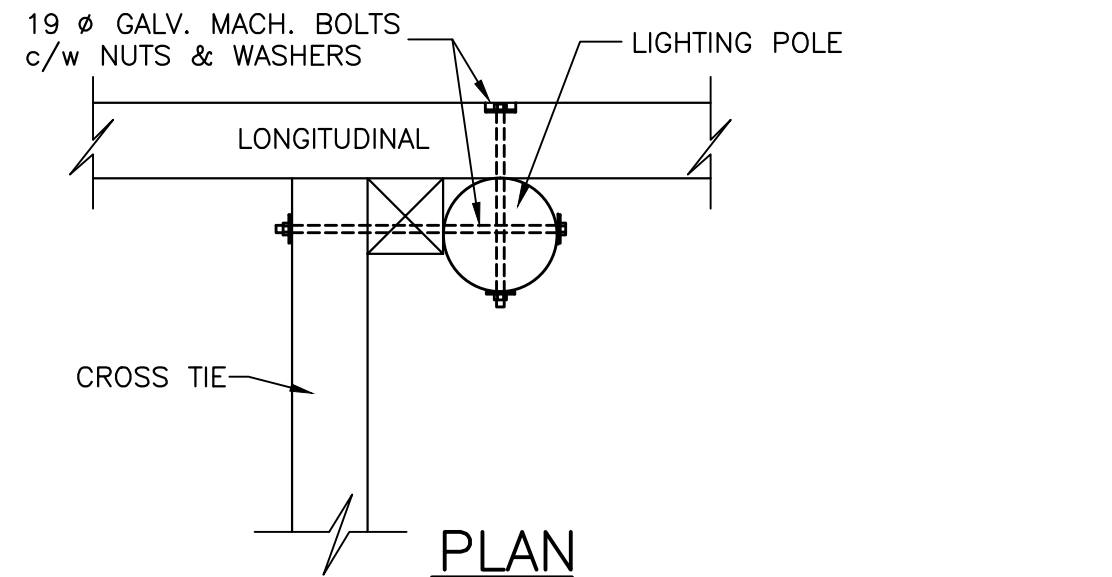 19 ø GALV. MACH. BOLTS
c/w NUTS & WASHERS
LIGHTING POLE
LONGITUDINAL
CROSS TIE
PLAN